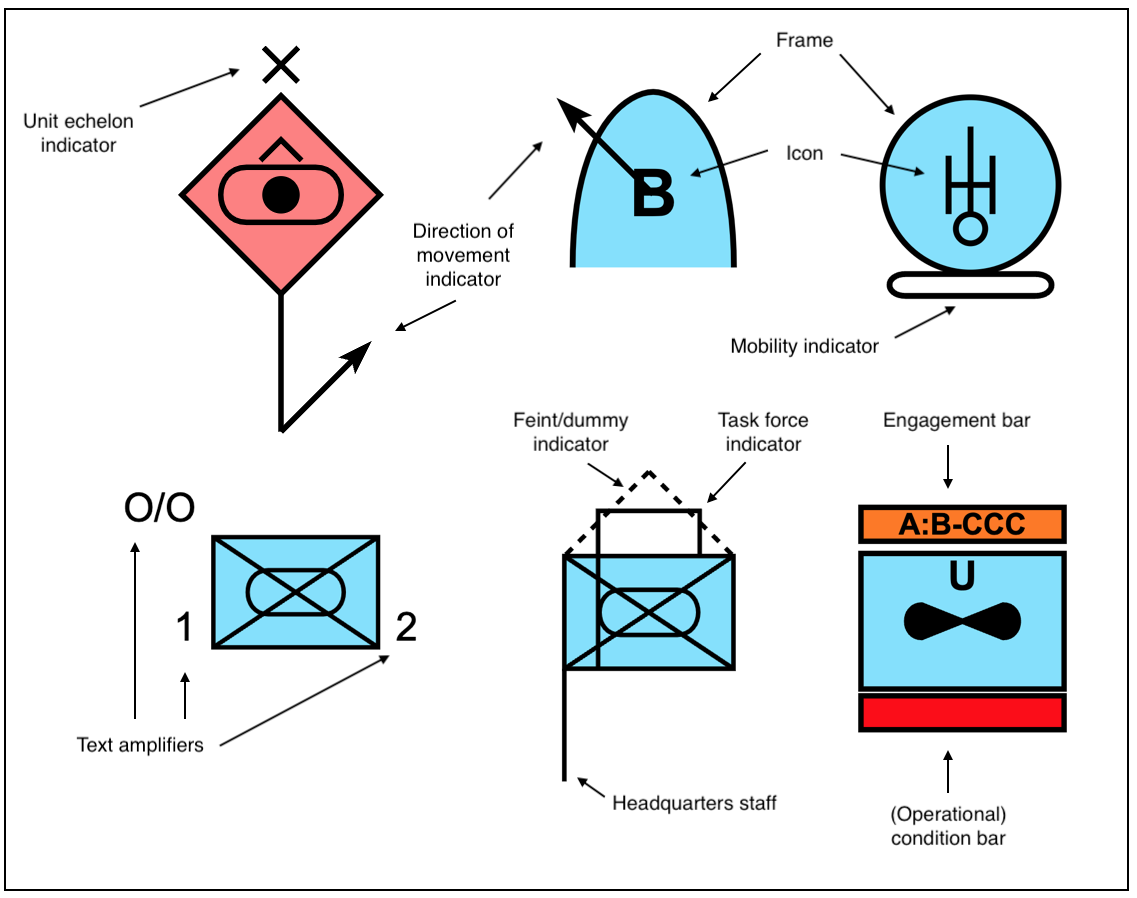 Frame
Unit echelon
indicator
B
Icon
Direction of
movement
indicator
Mobility indicator
Feint/dummy
indicator
Task force
indicator
Engagement bar
O/O
A:B-CCC
U
1
2
Text amplifiers
Headquarters staff
(Operational)
condition bar